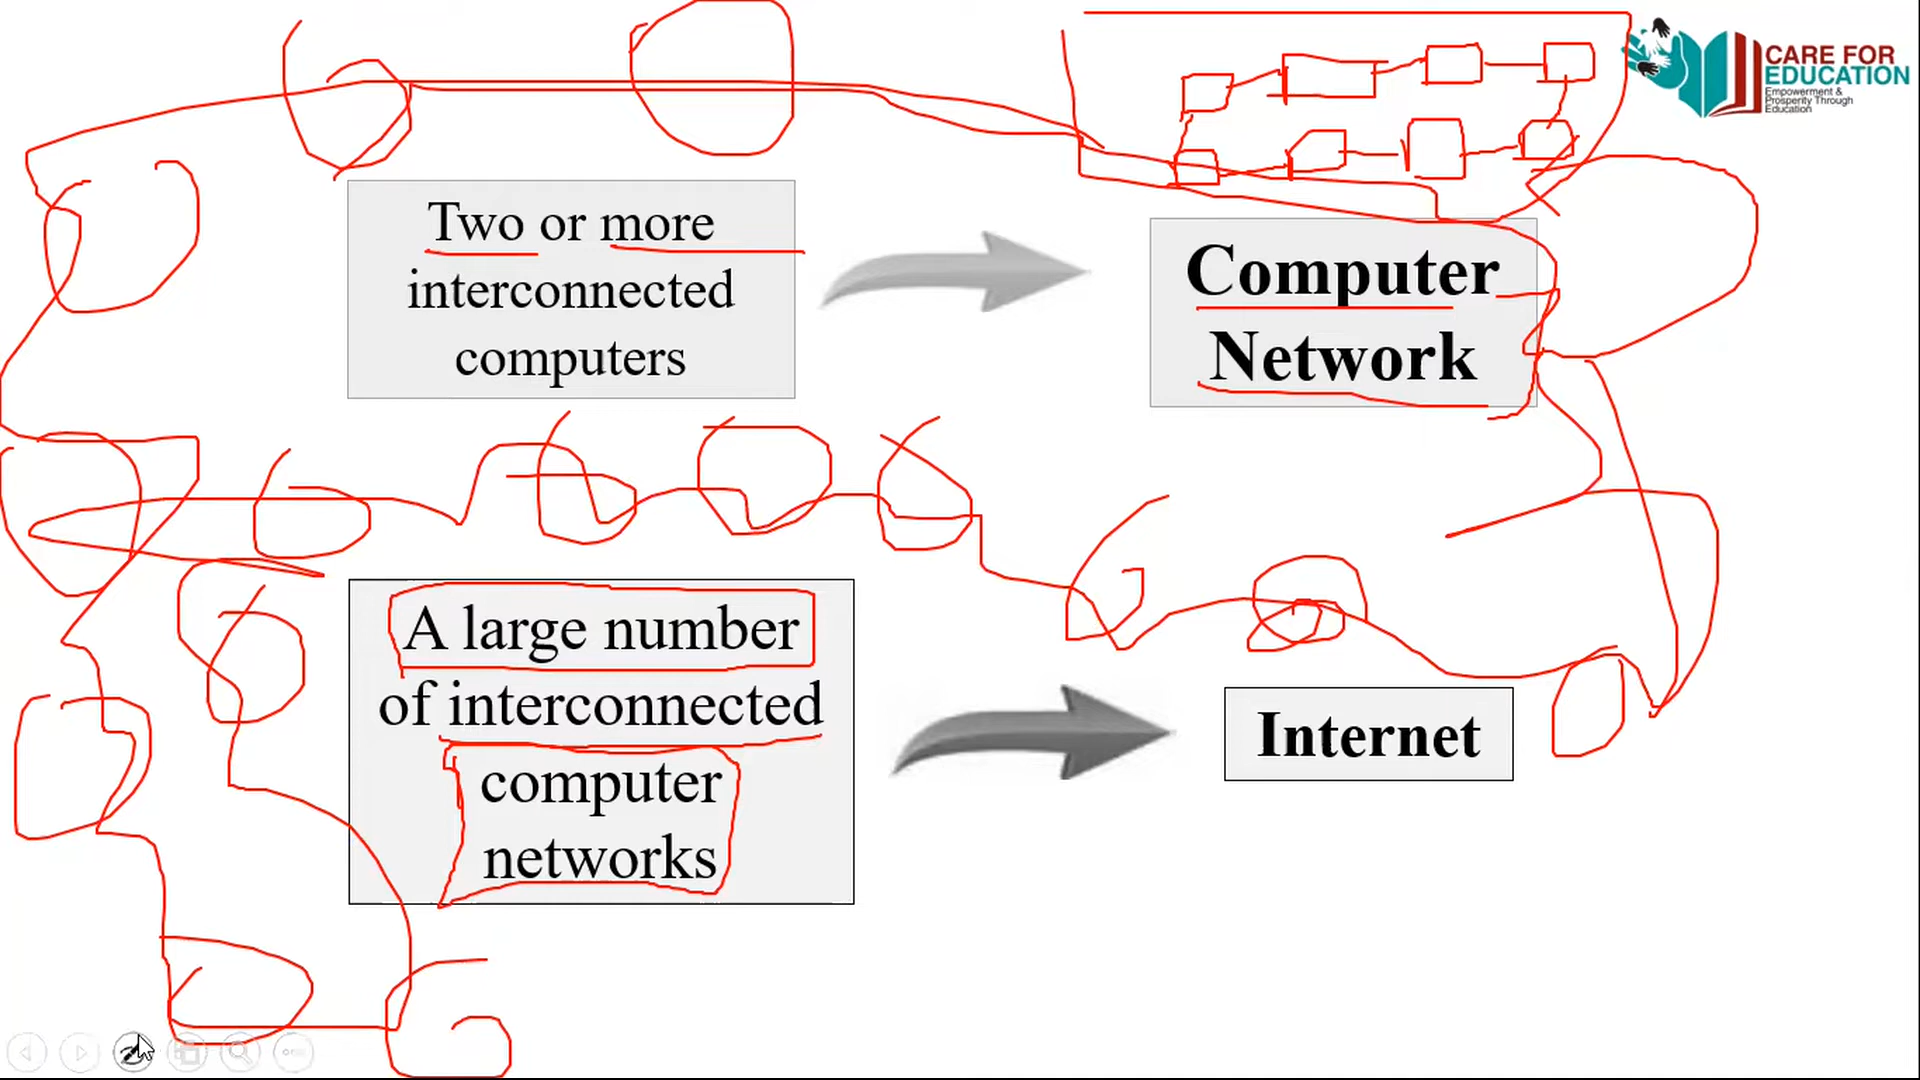 CARE FOR
EDUCATION
Empowerment &
Prosperity Through
Education
Two or more
interconnected
computers
Computer
Network
A large number
of interconnected
computer
networks
Internet